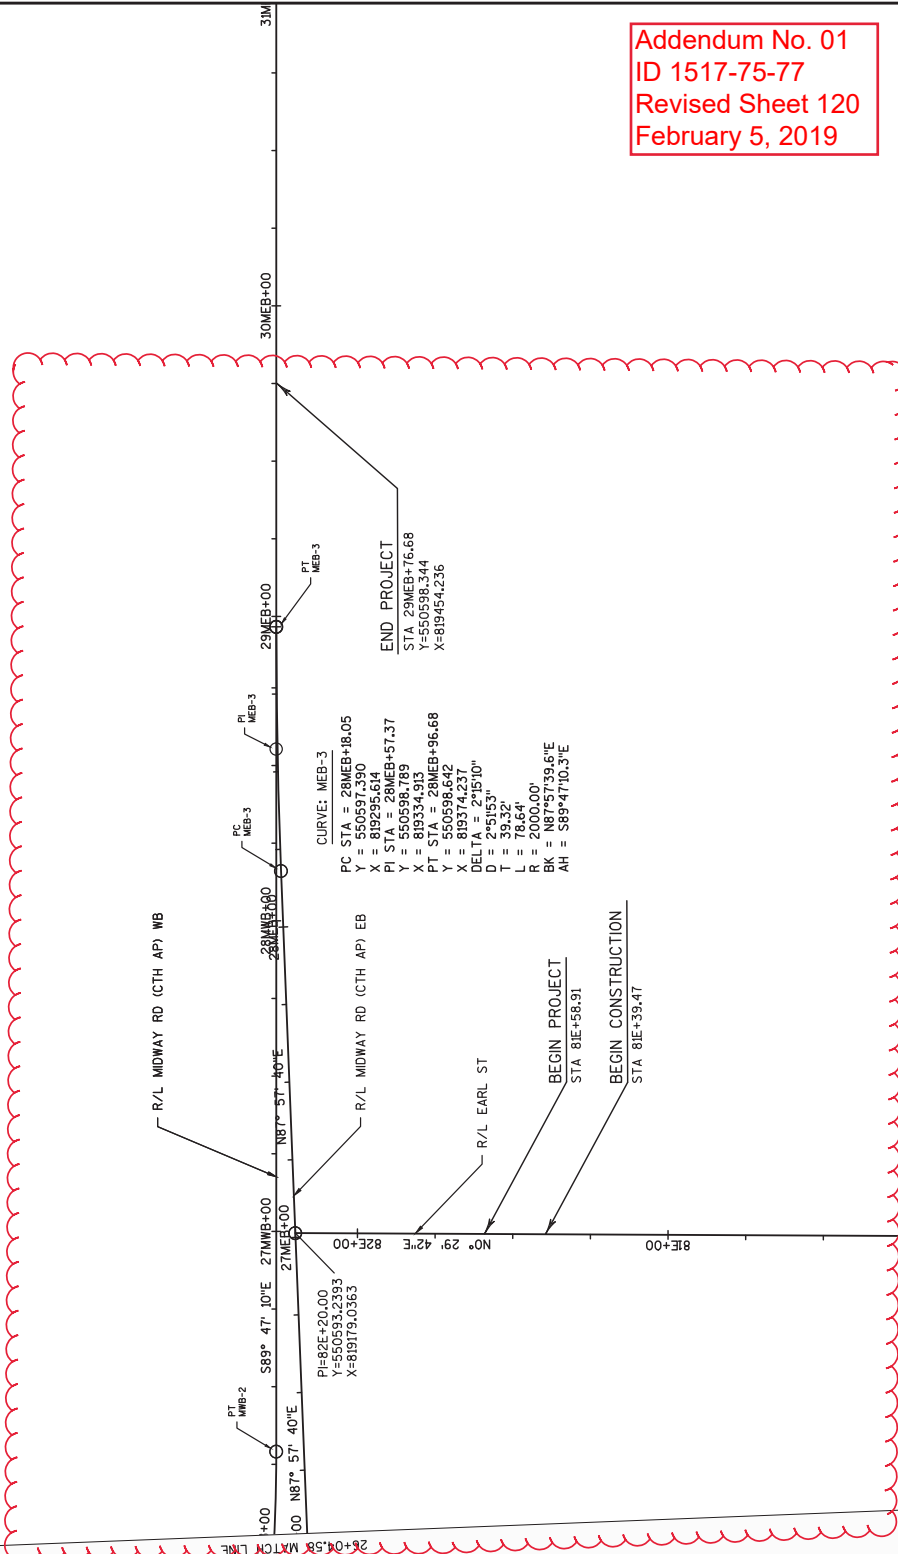 Addendum No. 01
ID 1517-75-77
Revised Sheet 120
February 5, 2019
31M
30MEB+00
29MEB+00
PT
MEB-3
END PROJECT
STA 29MEB+76.68
Y=550598.344
X=819454.236
PI
MEB-3
PC
MEB-3
CURVE: MEB-3
PC STA = 28MEB+18.05
Y = 550597.390
X = 819295.614
PI STA = 28MEB+57.37
Y = 550598.789
X = 819334.913
PT STA = 28MEB+96.68
Y = 550598.642
X = 819374.237
DELTA = 2°15'10"
D = 2°51'53"
T = 39.32'
L = 78.64'
R = 2000.00'
BK = N87°57'39.6"E
AH = S89°47'10.3"E
28MWB+00
28MEB+00
R/L MIDWAY RD (CTH AP) WB
R/L MIDWAY RD (CTH AP) EB
N87° 57' 40"E
R/L EARL ST
BEGIN PROJECT
STA 81E+58.91
BEGIN CONSTRUCTION
STA 81E+39.47
27MWB+00
27MEB+00
82E+00
N0° 29' 42"E
81E+00
S89° 47' 10"E
PI=82E+20.00
Y=550593.2393
X=819179.0363
PT
MWB-2
N87° 57' 40"E
+00
00
26+04.58 MATCH LINE